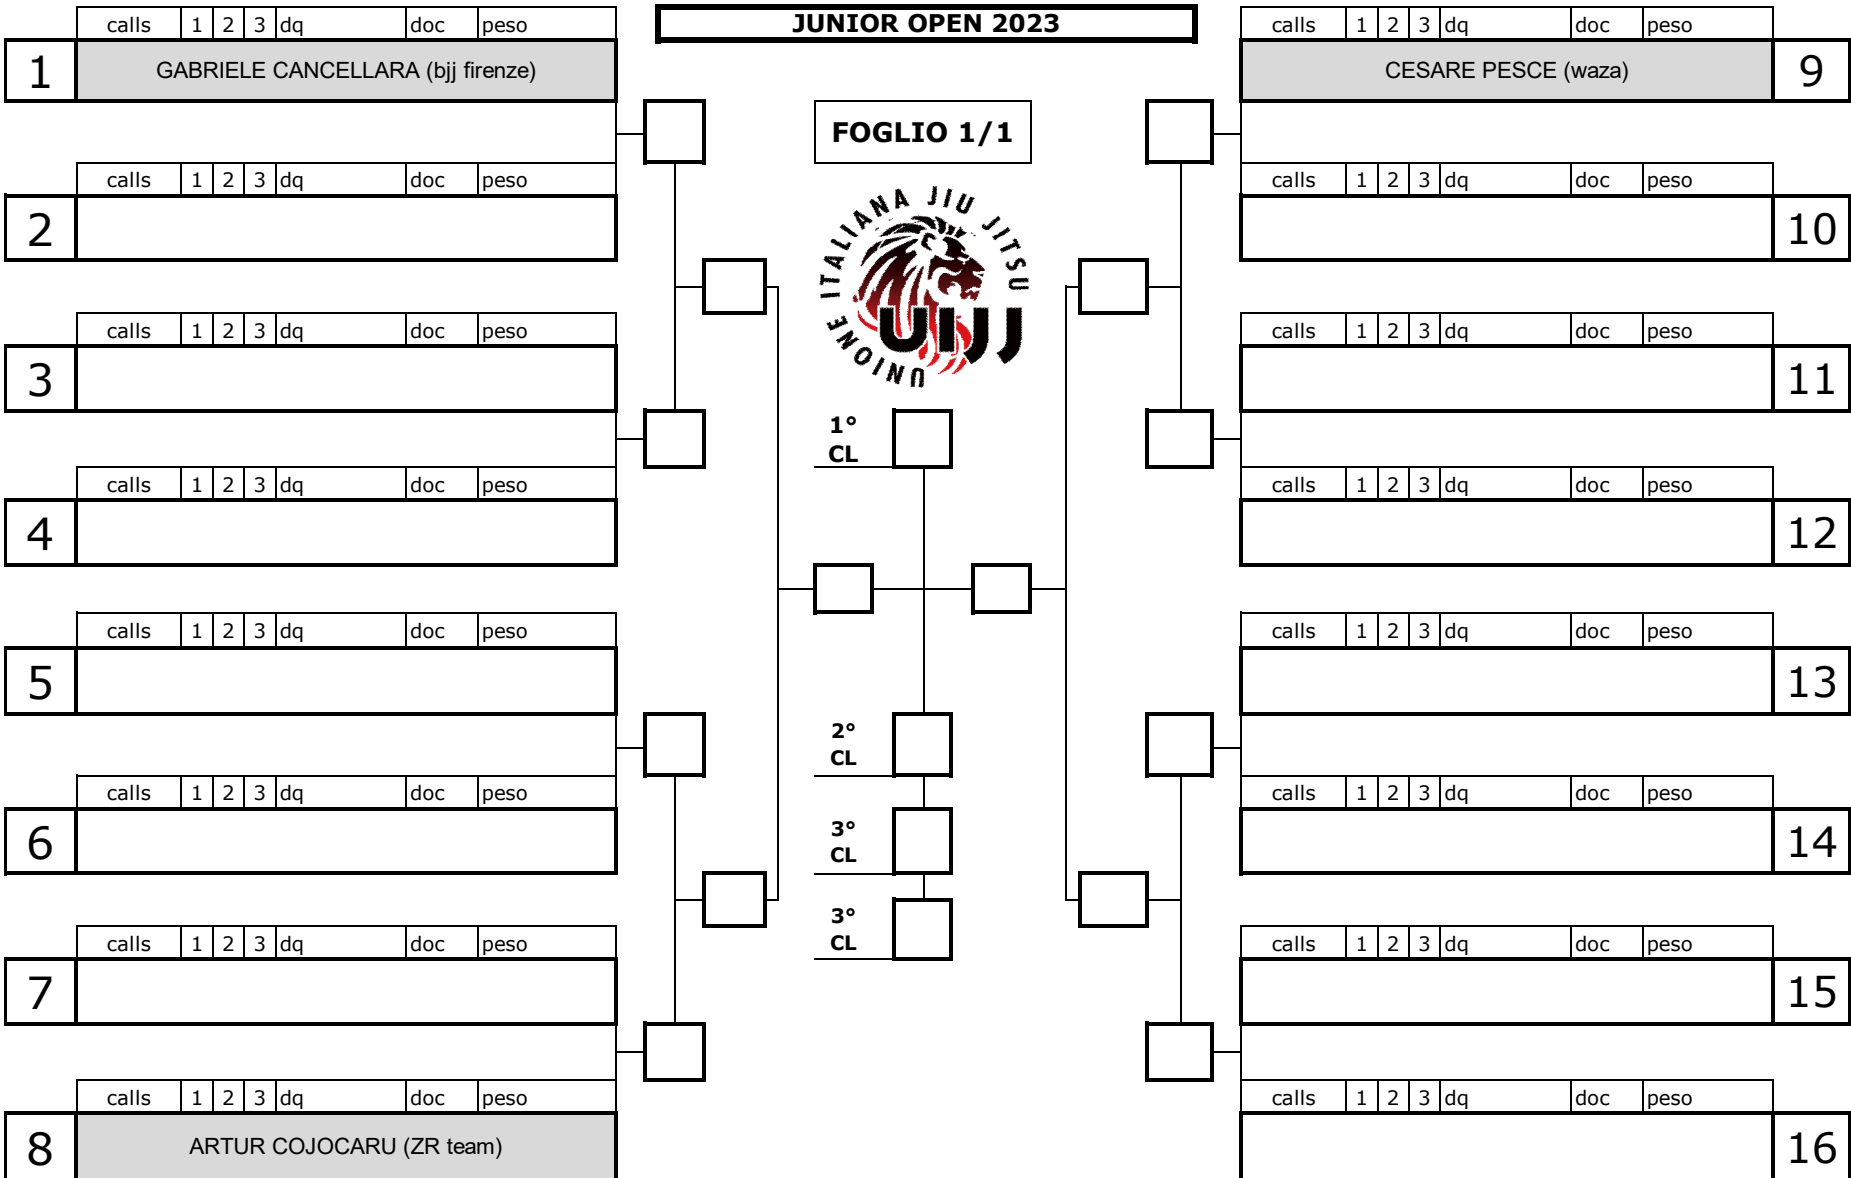 JUNIOR OPEN 2023
calls 1 2 3 dq doc peso
1 GABRIELE CANCELLARA (bjj firenze)
calls 1 2 3 dq doc peso
2
calls 1 2 3 dq doc peso
3
calls 1 2 3 dq doc peso
4
calls 1 2 3 dq doc peso
5
calls 1 2 3 dq doc peso
6
calls 1 2 3 dq doc peso
7
calls 1 2 3 dq doc peso
8 ARTUR COJOCARU (ZR team)
FOGLIO 1/1
UNIONE ITALIANA JIU JITSU
UIJJ
1°
CL
2°
CL
3°
CL
3°
CL
calls 1 2 3 dq doc peso
CESARE PESCE (waza) 9
calls 1 2 3 dq doc peso
10
calls 1 2 3 dq doc peso
11
calls 1 2 3 dq doc peso
12
calls 1 2 3 dq doc peso
13
calls 1 2 3 dq doc peso
14
calls 1 2 3 dq doc peso
15
calls 1 2 3 dq doc peso
16